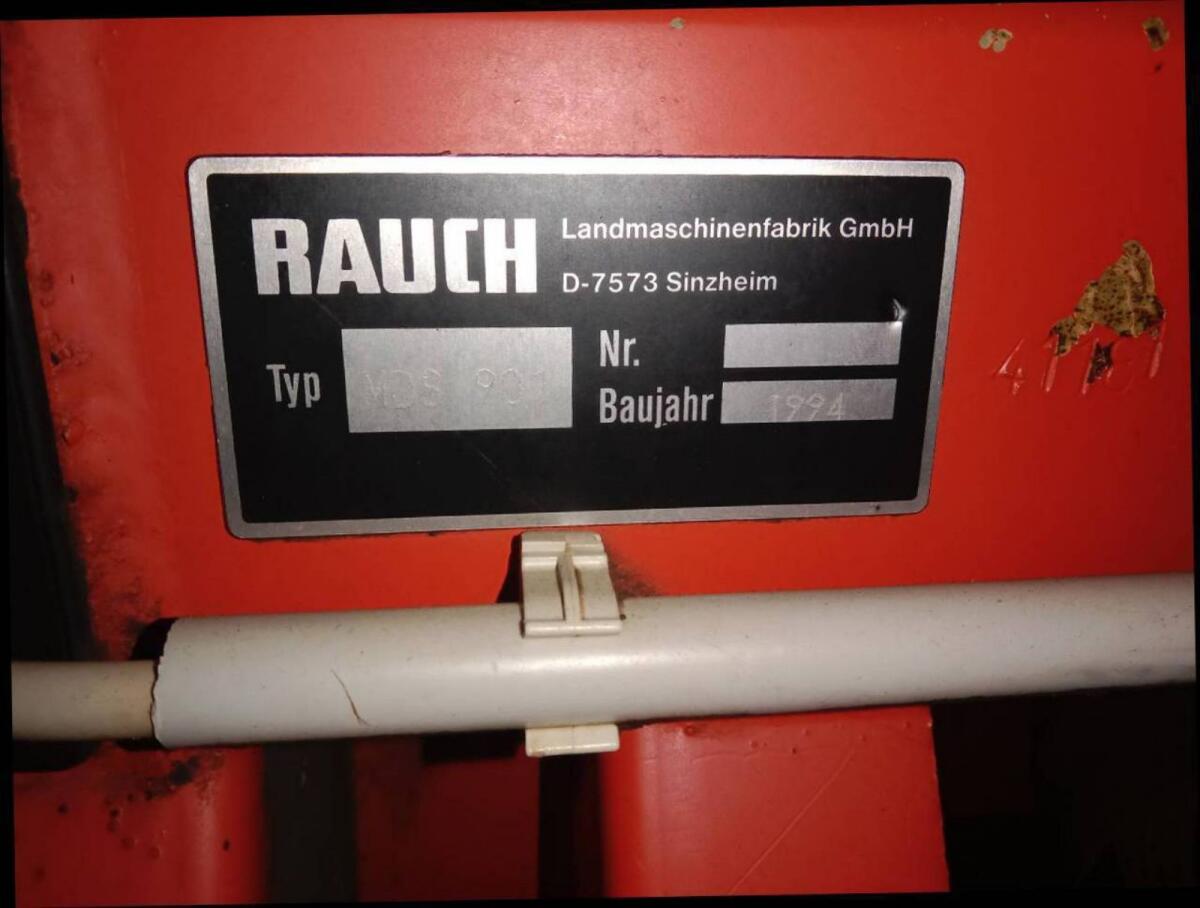 RAUCH
Landmaschinenfabrik GmbH
D-7573 Sinzheim
Typ MDS 901
Nr.
Baujahr 1994